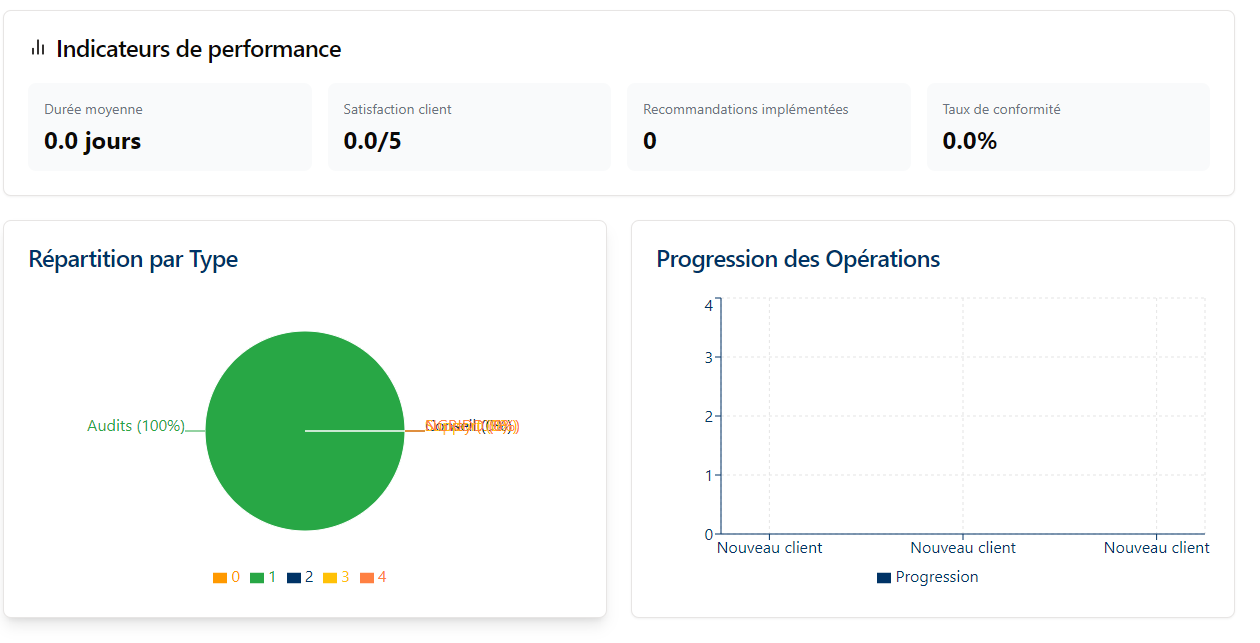 Indicateurs de performance
Durée moyenne
0.0 jours
Satisfaction client
0.0/5
Recommandations implémentées
0
Taux de conformité
0.0%
Répartition par Type
Audits (100%)
0 1 2 3 4
Progression des Opérations
4
3
2
1
0
Nouveau client Nouveau client Nouveau client
Progression